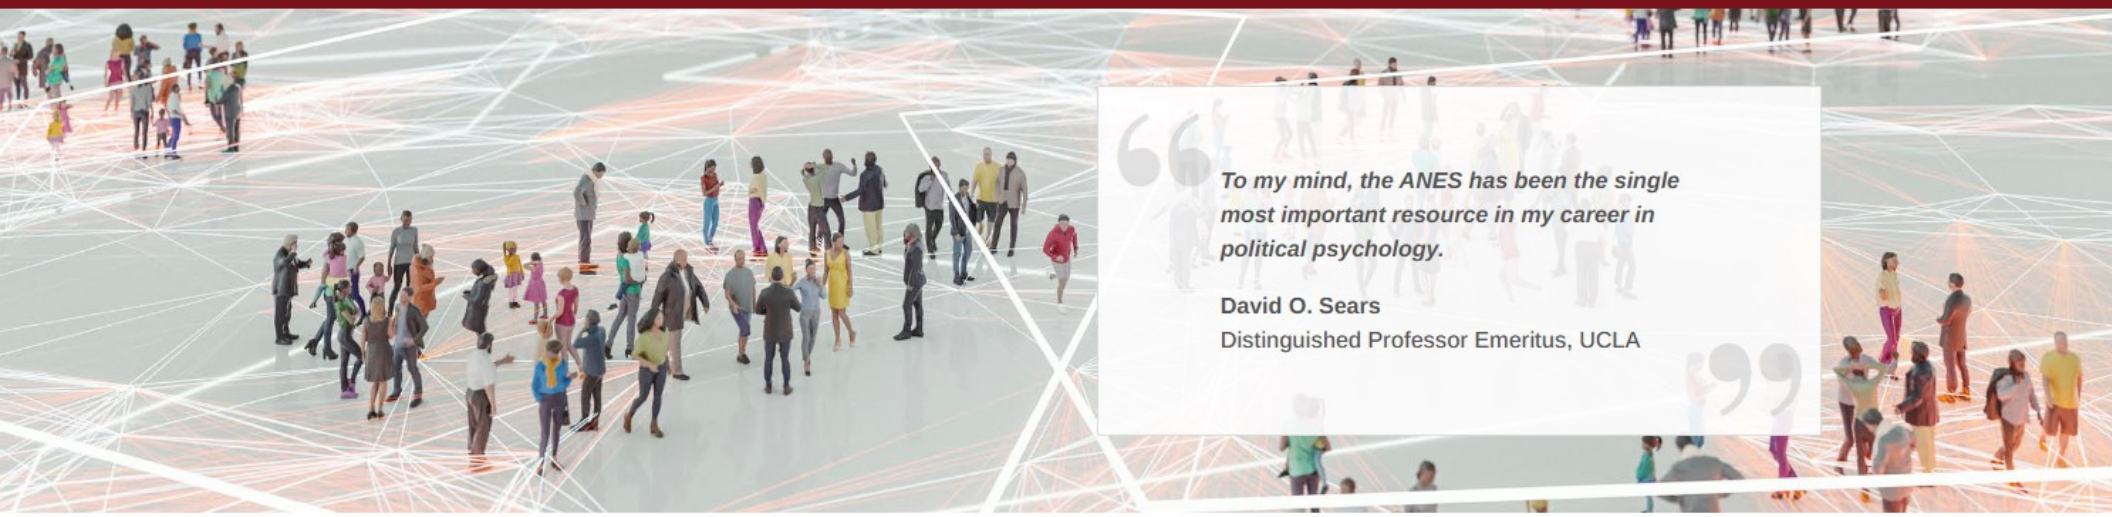 To my mind, the ANES has been the single
most important resource in my career in
political psychology.
David O. Sears
Distinguished Professor Emeritus, UCLA